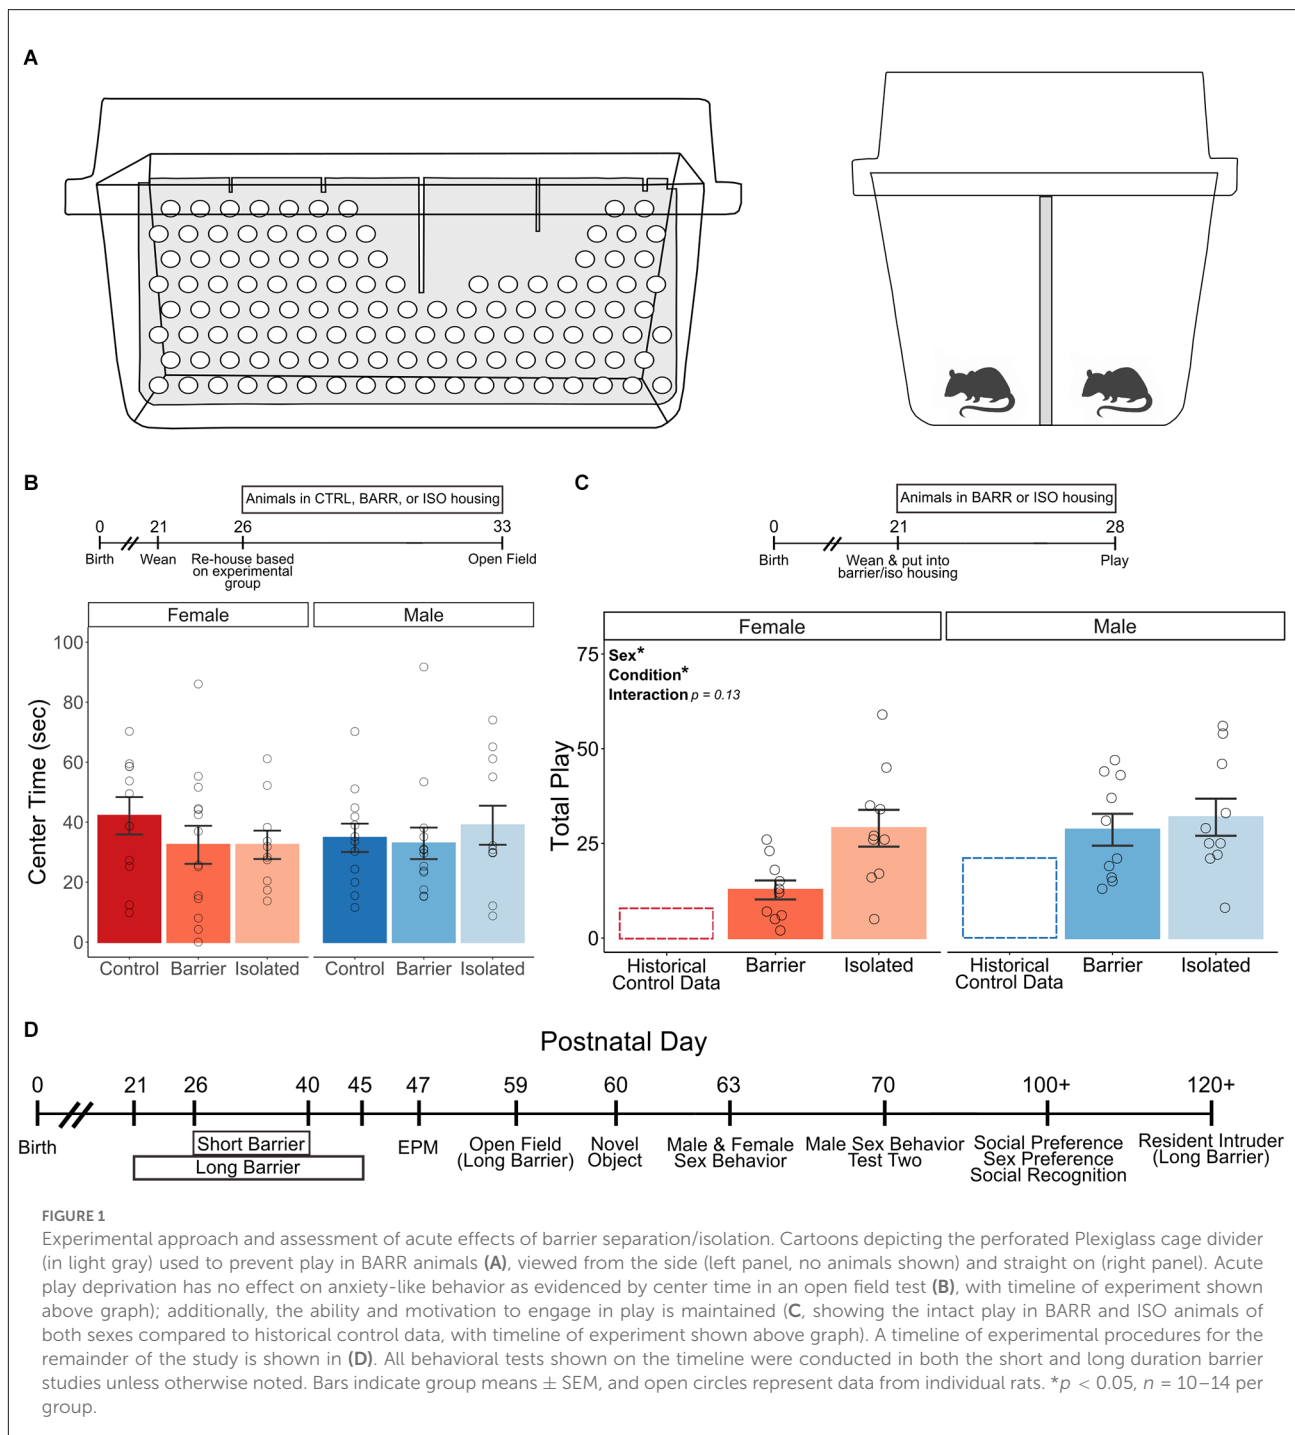 A
B
Animals in CTRL, BARR, or ISO housing
0
21
26
33
Birth
Wean
Re-house based
on experimental
group
Open Field
Female
Male
100
80
60
40
20
0
Center Time (sec)
Control
Barrier
Isolated
Control
Barrier
Isolated
C
Animals in BARR or ISO housing
0
21
28
Birth
Wean & put into
barrier/iso housing
Play
Female
Male
75
50
25
0
Total Play
Sex*
Condition*
Interaction p = 0.13
Historical
Control Data
Barrier
Isolated
Historical
Control Data
Barrier
Isolated
D
Postnatal Day
0
21
26
40
45
47
59
60
63
70
100+
120+
Birth
Short Barrier
Long Barrier
EPM
Open Field
(Long Barrier)
Novel
Object
Male & Female
Sex Behavior
Male Sex Behavior
Test Two
Social Preference
Sex Preference
Social Recognition
Resident Intruder
(Long Barrier)
FIGURE 1
Experimental approach and assessment of acute effects of barrier separation/isolation. Cartoons depicting the perforated Plexiglass cage divider
(in light gray) used to prevent play in BARR animals (A), viewed from the side (left panel, no animals shown) and straight on (right panel). Acute
play deprivation has no effect on anxiety-like behavior as evidenced by center time in an open field test (B), with timeline of experiment shown
above graph); additionally, the ability and motivation to engage in play is maintained (C, showing the intact play in BARR and ISO animals of
both sexes compared to historical control data, with timeline of experiment shown above graph). A timeline of experimental procedures for the
remainder of the study is shown in (D). All behavioral tests shown on the timeline were conducted in both the short and long duration barrier
studies unless otherwise noted. Bars indicate group means ± SEM, and open circles represent data from individual rats. *p < 0.05, n = 10–14 per
group.